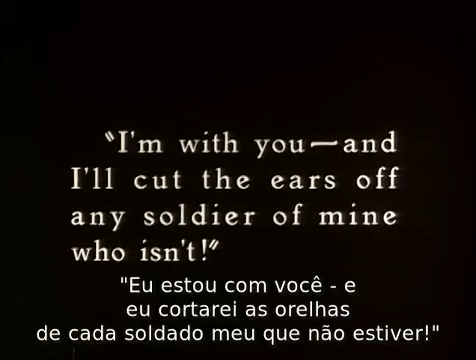 "I'm with you—and
I'll cut the ears off
any soldier of mine
who isn't!"
"Eu estou com você - e
eu cortarei as orelhas
de cada soldado meu que não estiver!"